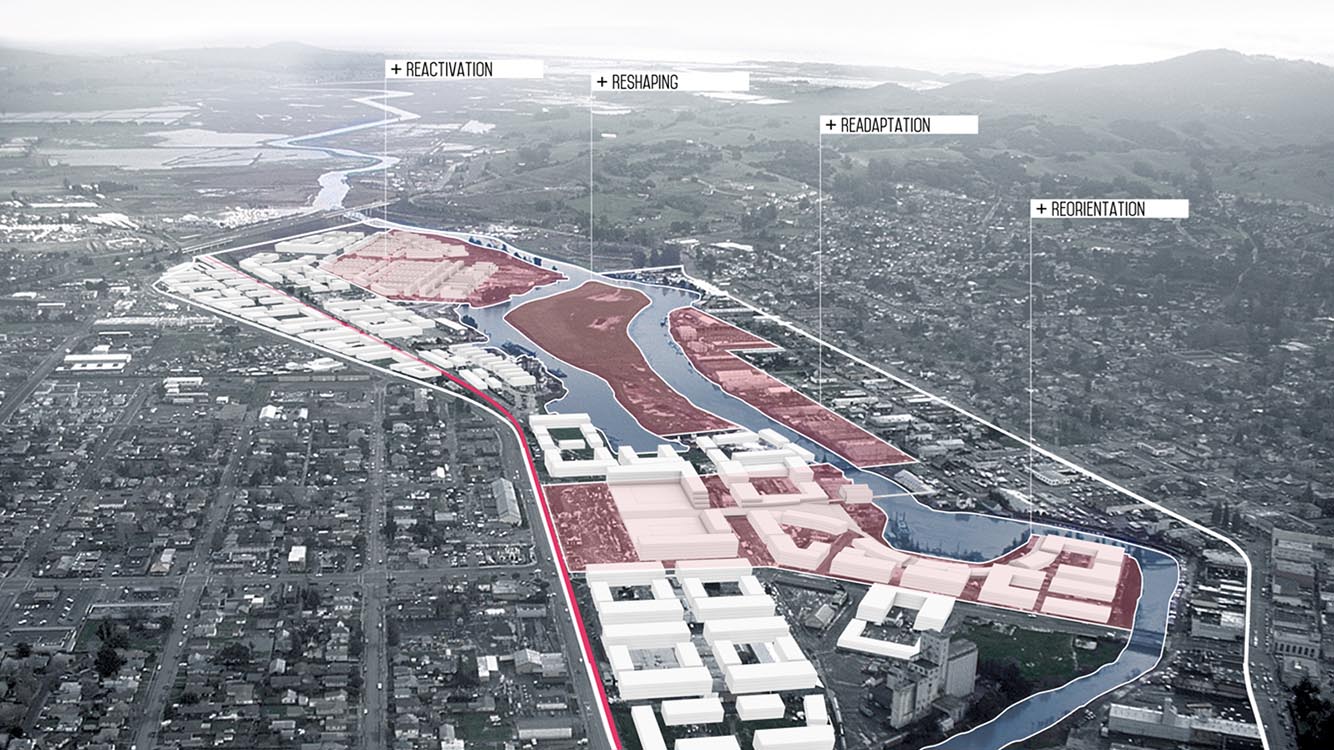 + REACTIVATION
+ RESHAPING
+ READAPTATION
+ REORIENTATION